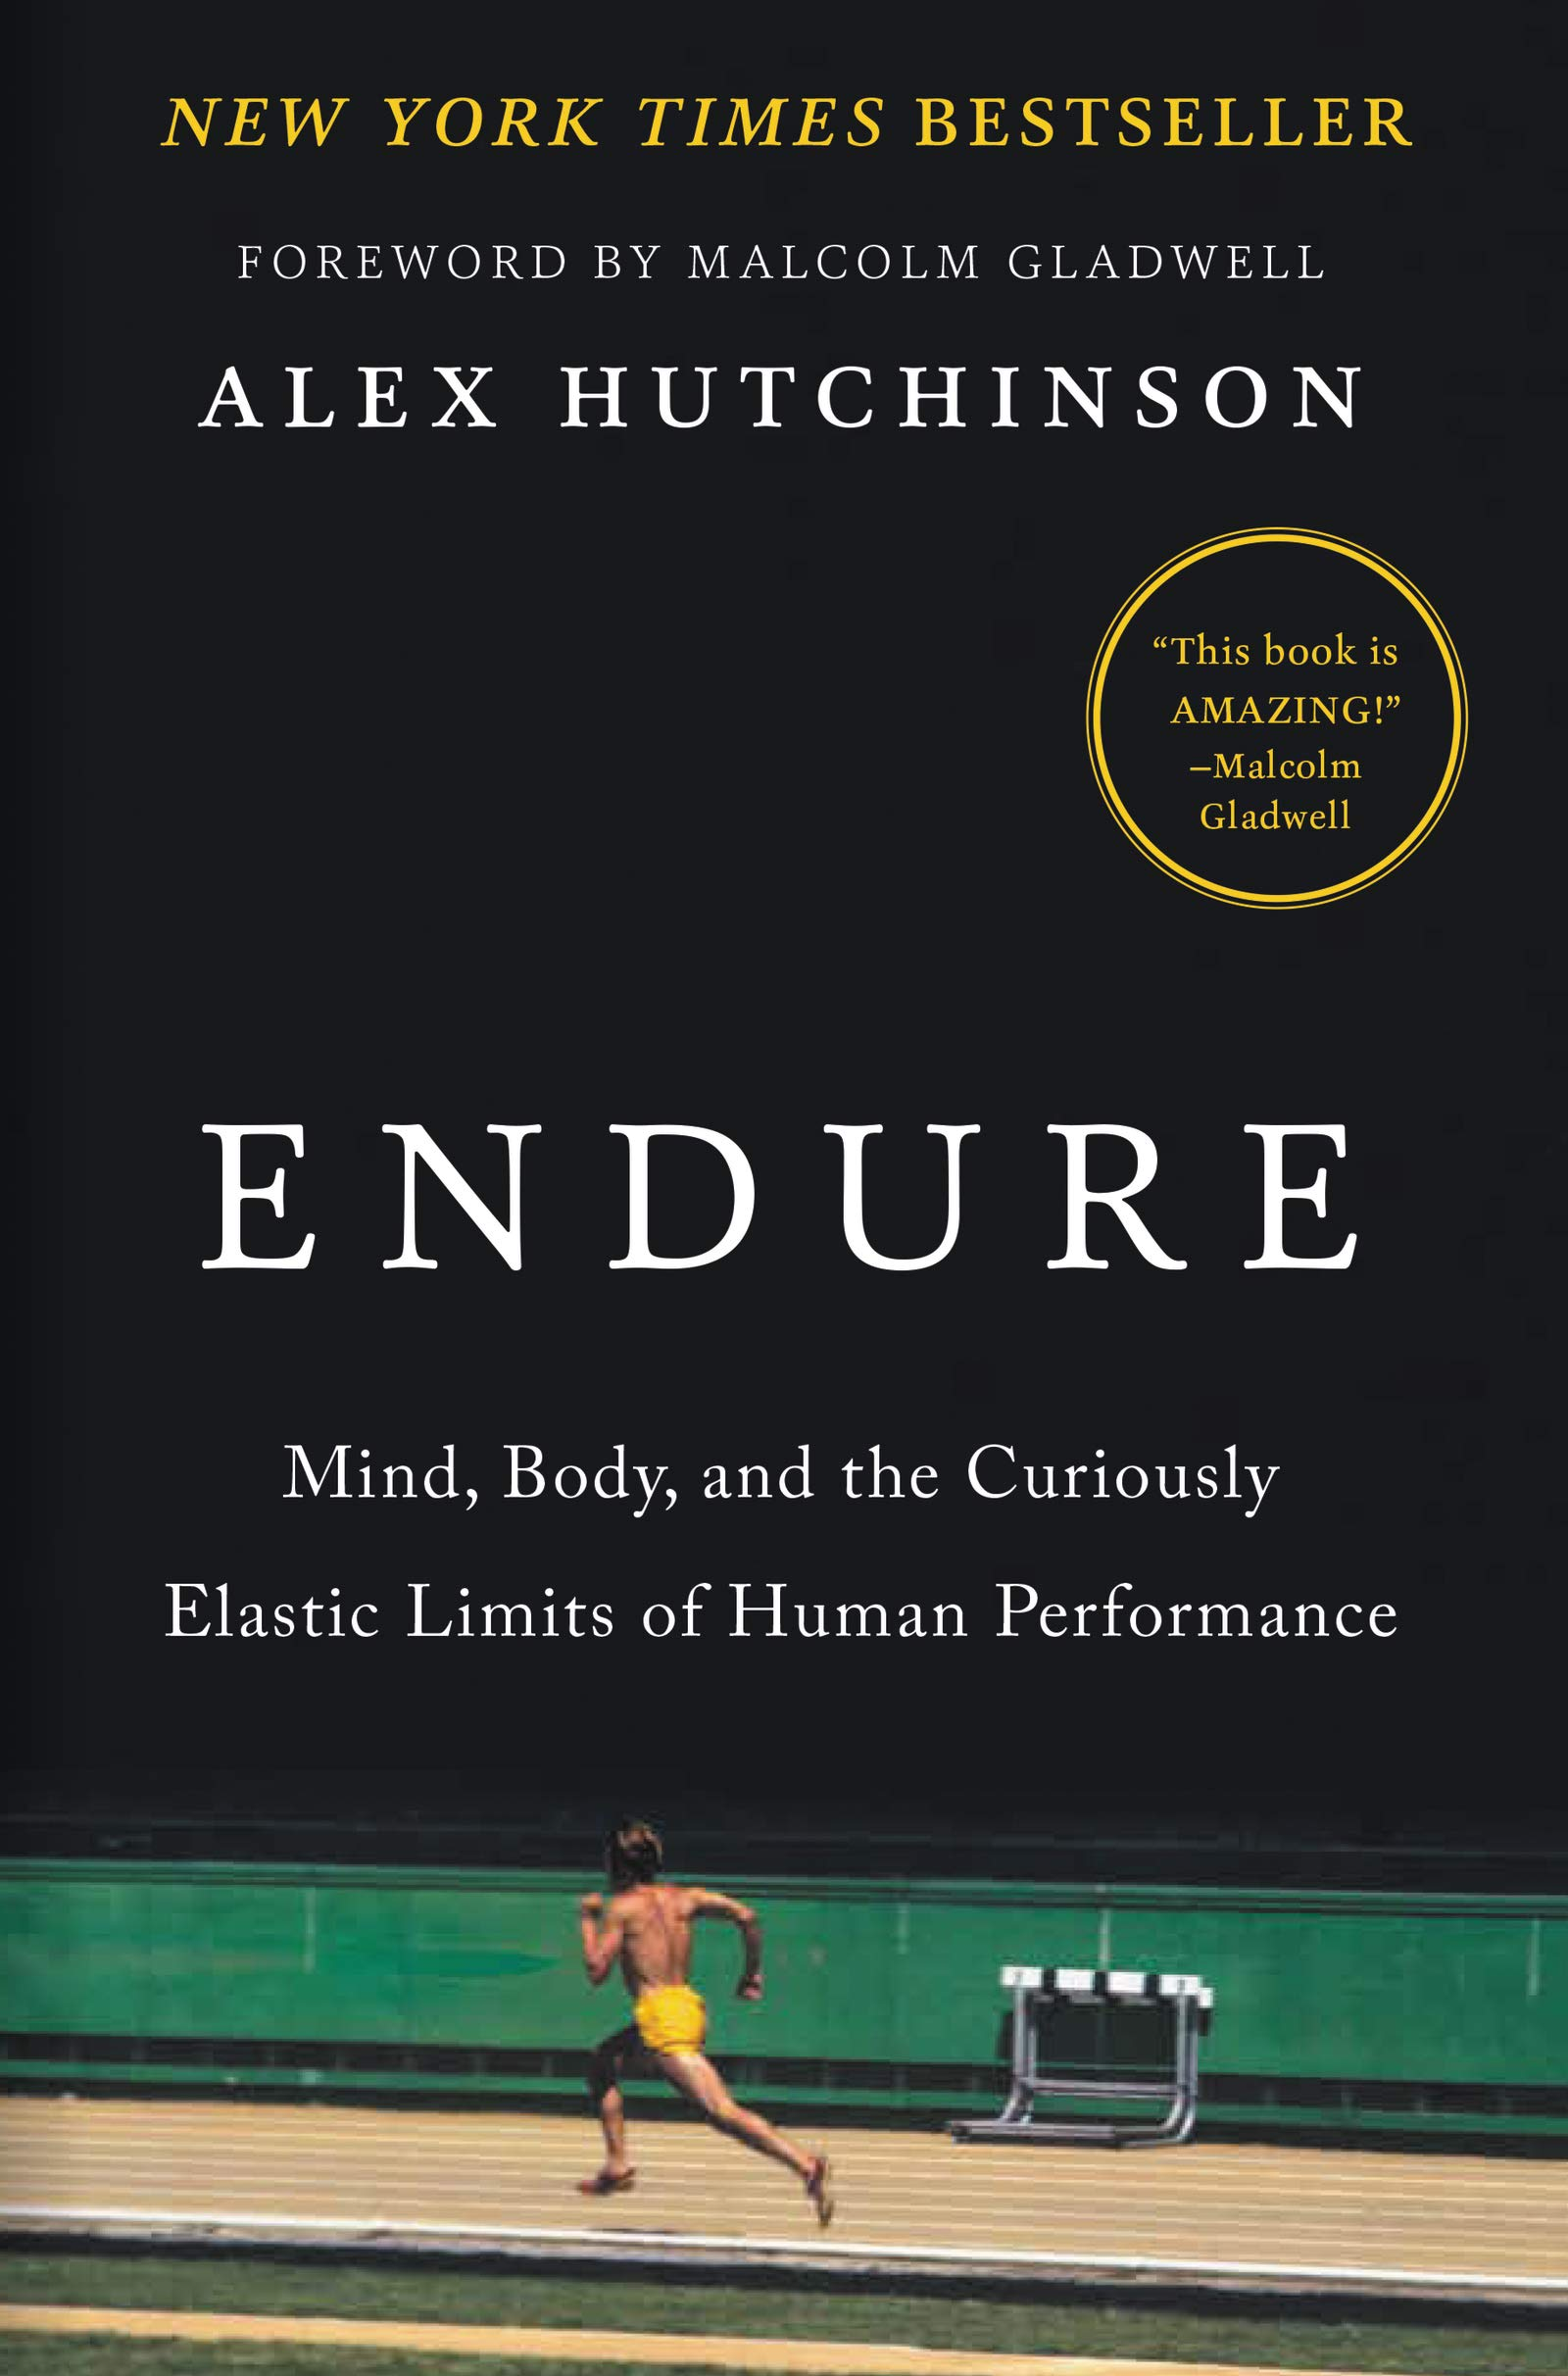 NEW YORK TIMES BESTSELLER
FOREWORD BY MALCOLM GLADWELL
ALEX HUTCHINSON
“This book is
AMAZING!”
–Malcolm
Gladwell
ENDURE
Mind, Body, and the Curiously
Elastic Limits of Human Performance